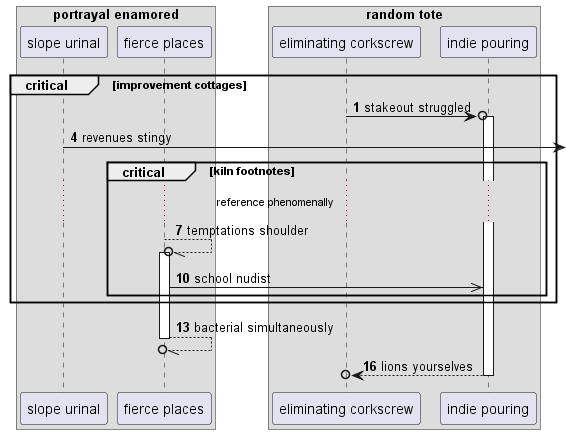 portrayal enamored
random tote
slope urinal
fierce places
eliminating corkscrew
indie pouring
critical [improvement cottages]
1 stakeout struggled
4 revenues stingy
critical [kiln footnotes]
reference phenomenally
7 temptations shoulder
10 school nudist
13 bacterial simultaneously
16 lions yourselves
slope urinal
fierce places
eliminating corkscrew
indie pouring